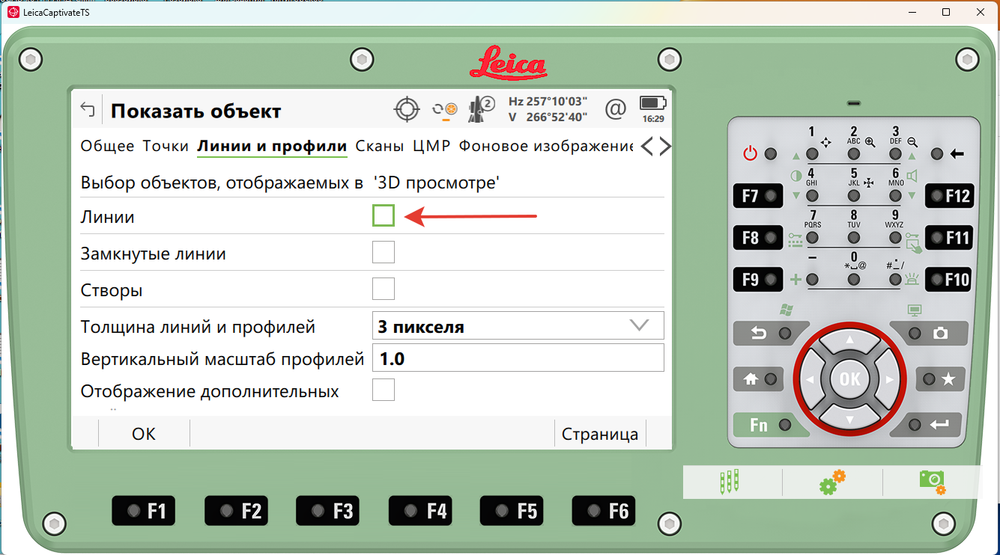 LeicaCaptivateTS
Leica
Показать объект
2
Hz 257°10'03"
V 266°52'40"
@
16:29
Общее Точки Линии и профили Сканы ЦМР Фоновое изображение
Выбор объектов, отображаемых в '3D просмотре'
Линии
Замкнутые линии
Створы
Толщина линий и профилей 3 пикселя
Вертикальный масштаб профилей 1.0
Отображение дополнительных
OK Страница
F1 F2 F3 F4 F5 F6
1 2 ABC 3 DEF
4 GHI 5 JKL 6 MNO
F7 F12
7 PQRS 8 TUV 9 WXYZ
F8 F11
- 0 .
*⎵@ #_/
F9 + F10
OK
Fn